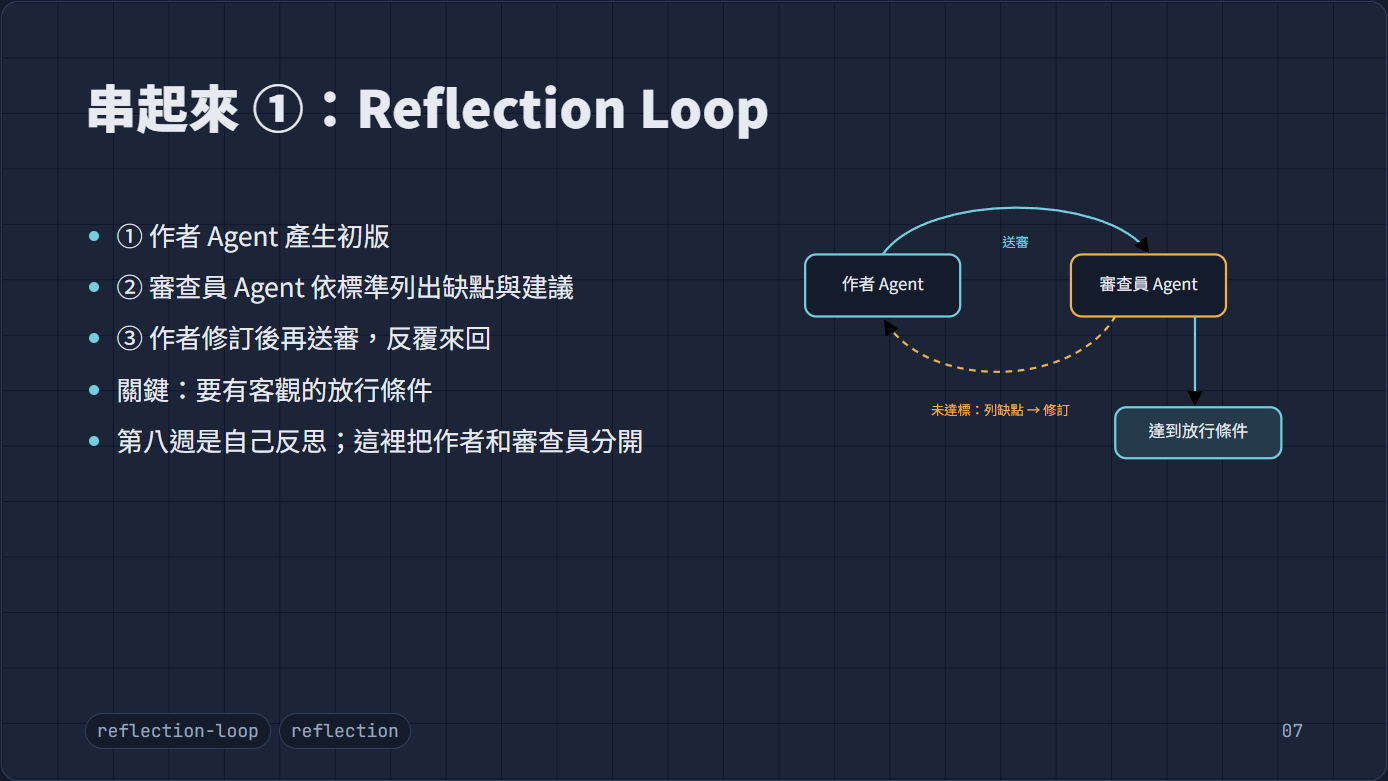 串起來 ①：Reflection Loop
• ① 作者 Agent 產生初版
• ② 審查員 Agent 依標準列出缺點與建議
• ③ 作者修訂後再送審，反覆來回
• 關鍵：要有客觀的放行條件
• 第八週是自己反思；這裡把作者和審查員分開
送審
作者 Agent
審查員 Agent
未達標：列缺點 → 修訂
達到放行條件
reflection-loop
reflection
07